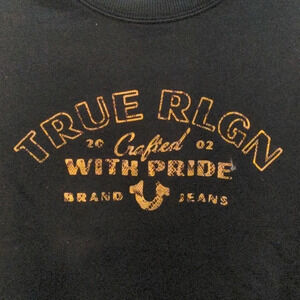 TRUE RLGN
20 Crafted 02
WITH PRIDE
BRAND JEANS